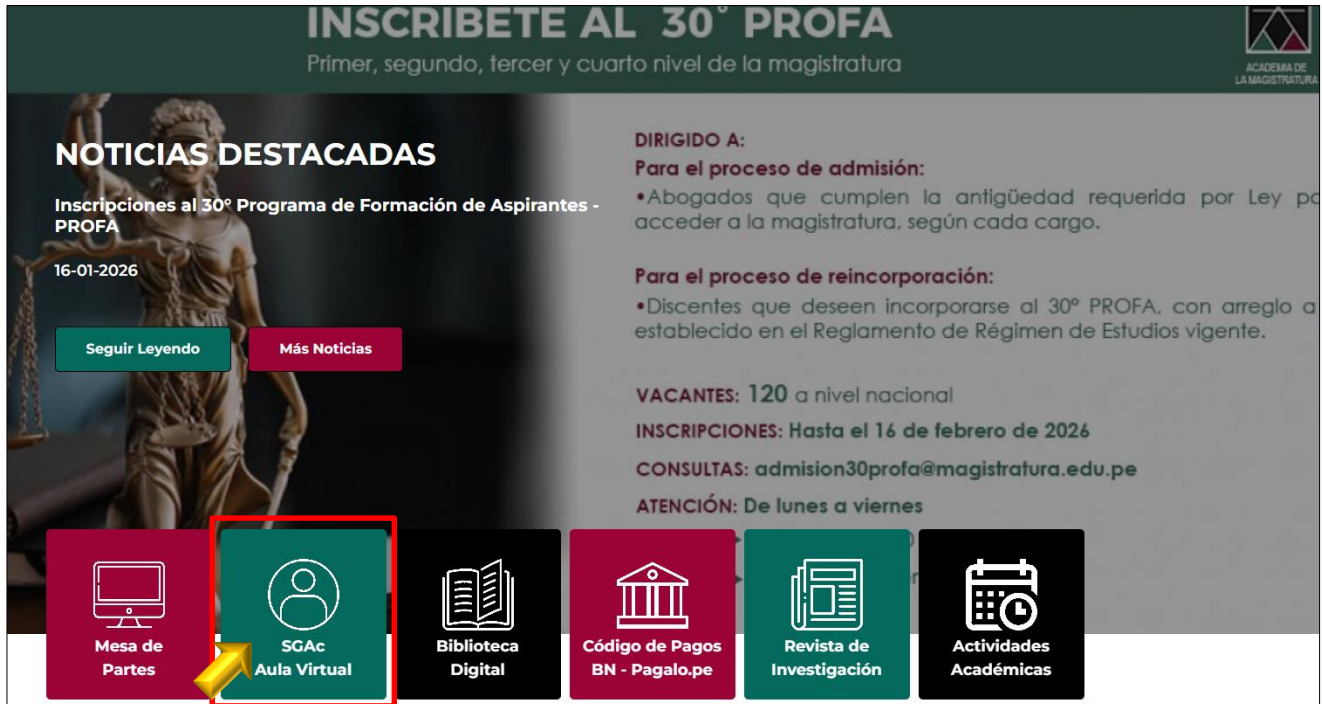 INSCRIBETE AL 30° PROFA
Primer, segundo, tercer y cuarto nivel de la magistratura
ACADEMIA DE
LA MAGISTRATURA
NOTICIAS DESTACADAS
Inscripciones al 30º Programa de Formación de Aspirantes -
PROFA
16-01-2026
Seguir Leyendo
Más Noticias
DIRIGIDO A:
Para el proceso de admisión:
•Abogados que cumplen la antigüedad requerida por Ley
acceder a la magistratura, según cada cargo.
Para el proceso de reincorporación:
•Discentes que deseen incorporarse al 30º PROFA, con arreglo a
establecido en el Reglamento de Régimen de Estudios vigente.
VACANTES: 120 a nivel nacional
INSCRIPCIONES: Hasta el 16 de febrero de 2026
CONSULTAS: admision30profa@magistratura.edu.pe
ATENCIÓN: De lunes a viernes
Mesa de
Partes
SGAc
Aula Virtual
Biblioteca
Digital
Código de Pagos
BN - Pagalo.pe
Revista de
Investigación
Actividades
Académicas